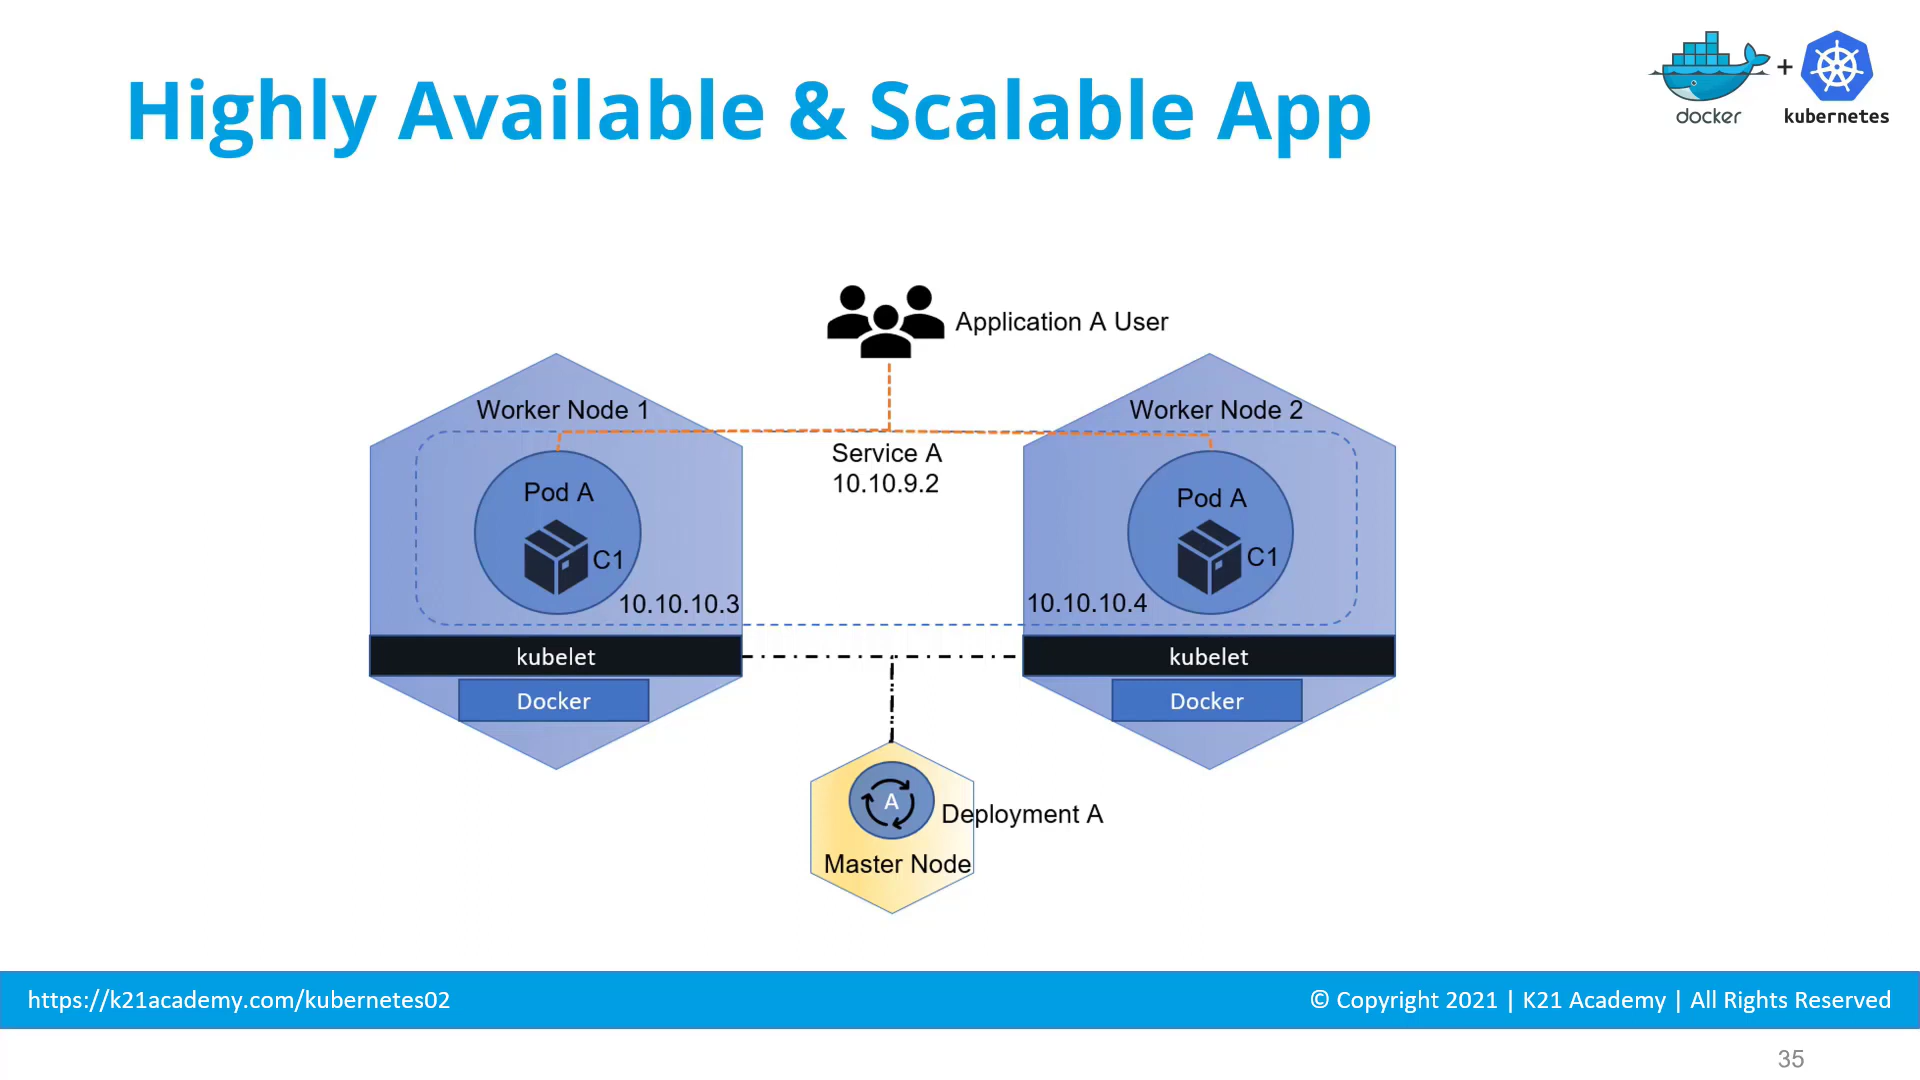 Highly Available & Scalable App
docker
+
kubernetes
Application A User
Worker Node 1
Worker Node 2
Service A
10.10.9.2
Pod A
C1
10.10.10.3
Pod A
C1
10.10.10.4
kubelet
kubelet
Docker
Docker
A
Deployment A
Master Node
https://k21academy.com/kubernetes02
© Copyright 2021 | K21 Academy | All Rights Reserved
35